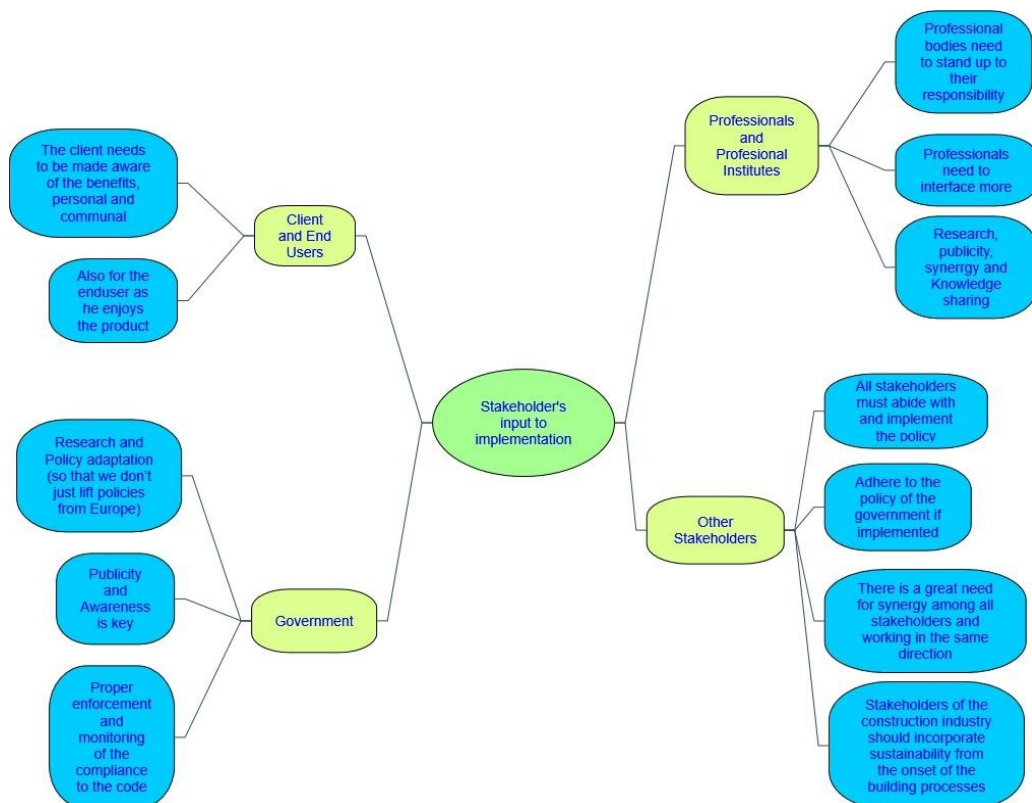 Professional
bodies need
to stand up to
their
responsibility
Professionals
and
Profesional
Institutes
Professionals
need to
interface more
Research,
publicity,
synerrgy and
Knowledge
sharing
The client needs
to be made aware
of the benefits,
personal and
communal
Client
and End
Users
Also for the
enduser as
he enjoys
the product
Stakeholder's
input to
implementation
All stakeholders
must abide with
and implement
the policy
Adhere to the
policy of the
government if
implemented
Other
Stakeholders
There is a great need
for synergy among all
stakeholders and
working in the same
direction
Stakeholders of the
construction industry
should incorporate
sustainability from
the onset of the
building processes
Research and
Policy adaptation
(so that we don't
just lift policies
from Europe)
Publicity
and
Awareness
is key
Government
Proper
enforcement
and
monitoring
of the
compliance
to the code